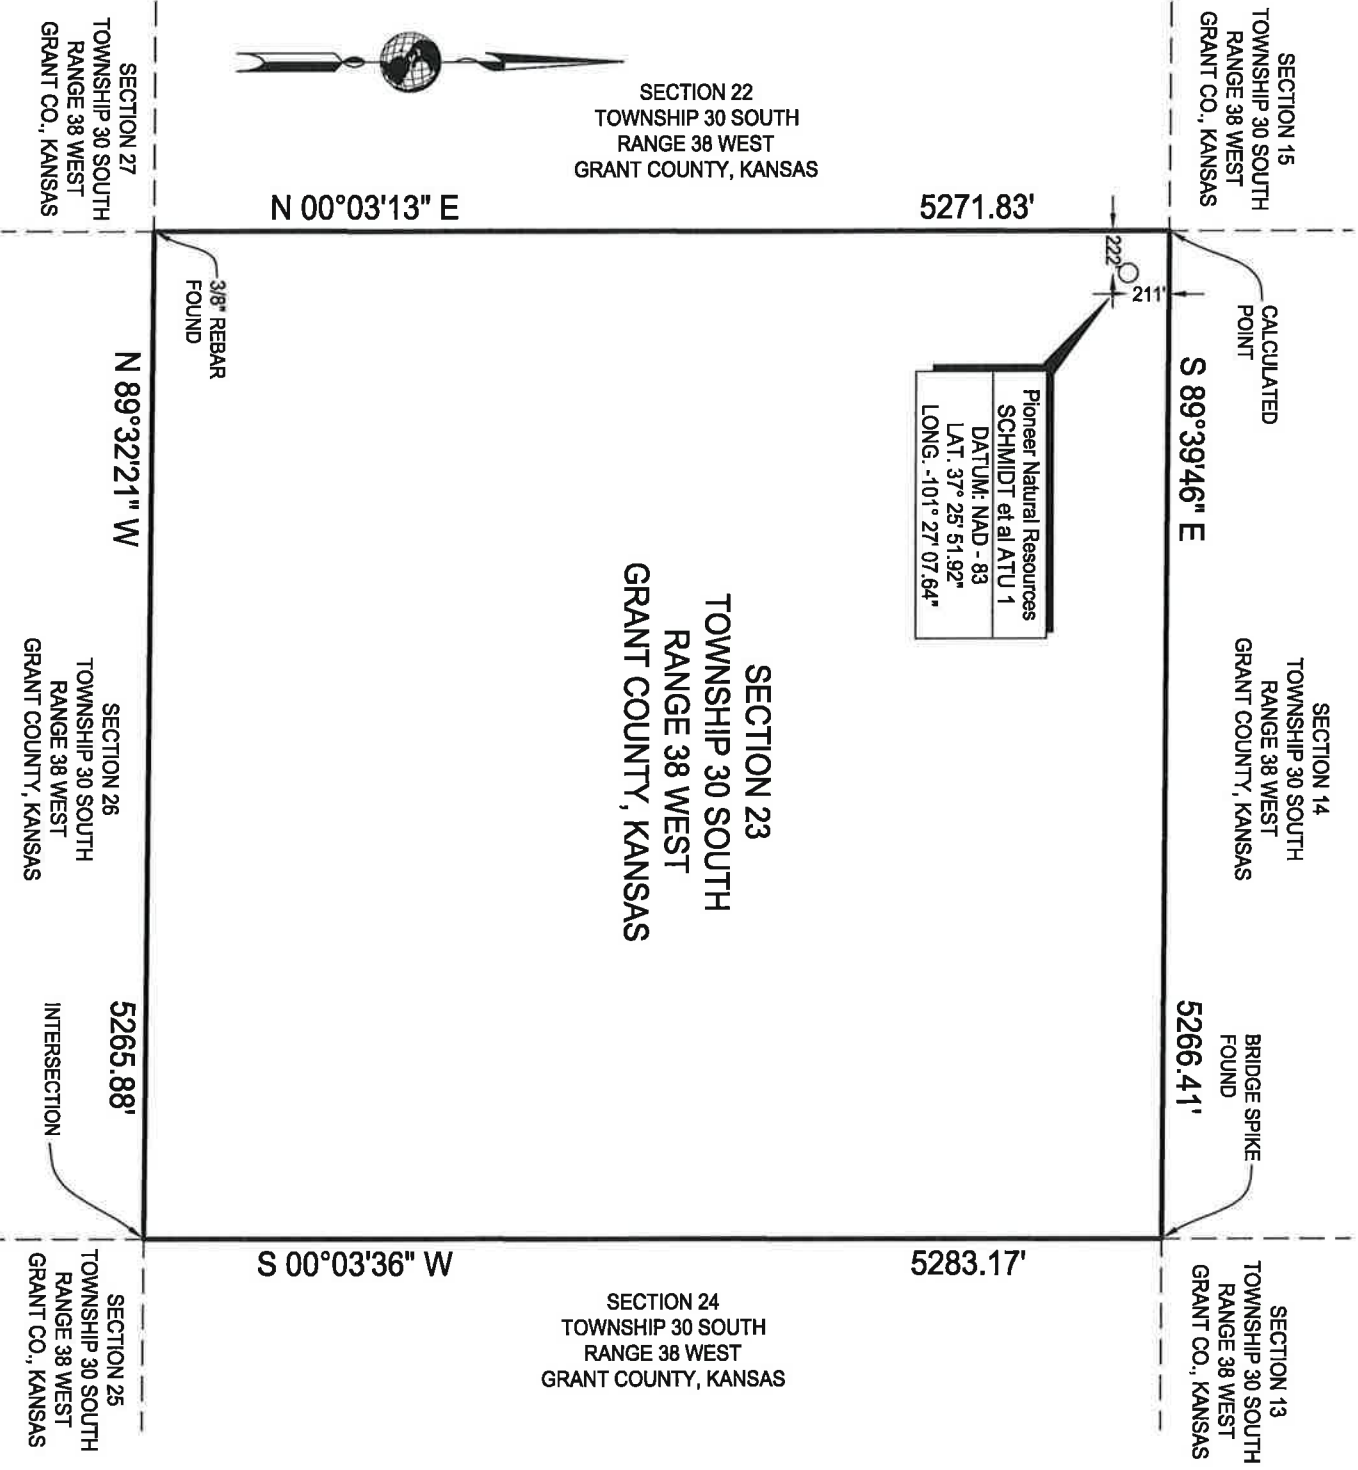 SECTION 15
TOWNSHIP 30 SOUTH
RANGE 38 WEST
GRANT CO., KANSAS
SECTION 14
TOWNSHIP 30 SOUTH
RANGE 38 WEST
GRANT COUNTY, KANSAS
SECTION 13
TOWNSHIP 30 SOUTH
RANGE 38 WEST
GRANT CO., KANSAS
CALCULATED
POINT
BRIDGE SPIKE
FOUND
S 89°39'46" E
5266.41'
211'
222'
Pioneer Natural Resources
SCHMIDT et al ATU 1
DATUM: NAD - 83
LAT. 37° 25' 51.92"
LONG. -101° 27' 07.64"
SECTION 22
TOWNSHIP 30 SOUTH
RANGE 38 WEST
GRANT COUNTY, KANSAS
N 00°03'13" E
5271.83'
SECTION 23
TOWNSHIP 30 SOUTH
RANGE 38 WEST
GRANT COUNTY, KANSAS
S 00°03'36" W
5283.17'
SECTION 24
TOWNSHIP 30 SOUTH
RANGE 38 WEST
GRANT COUNTY, KANSAS
3/8" REBAR
FOUND
N 89°32'21" W
5265.88'
INTERSECTION
SECTION 27
TOWNSHIP 30 SOUTH
RANGE 38 WEST
GRANT CO., KANSAS
SECTION 26
TOWNSHIP 30 SOUTH
RANGE 38 WEST
GRANT COUNTY, KANSAS
SECTION 25
TOWNSHIP 30 SOUTH
RANGE 38 WEST
GRANT CO., KANSAS